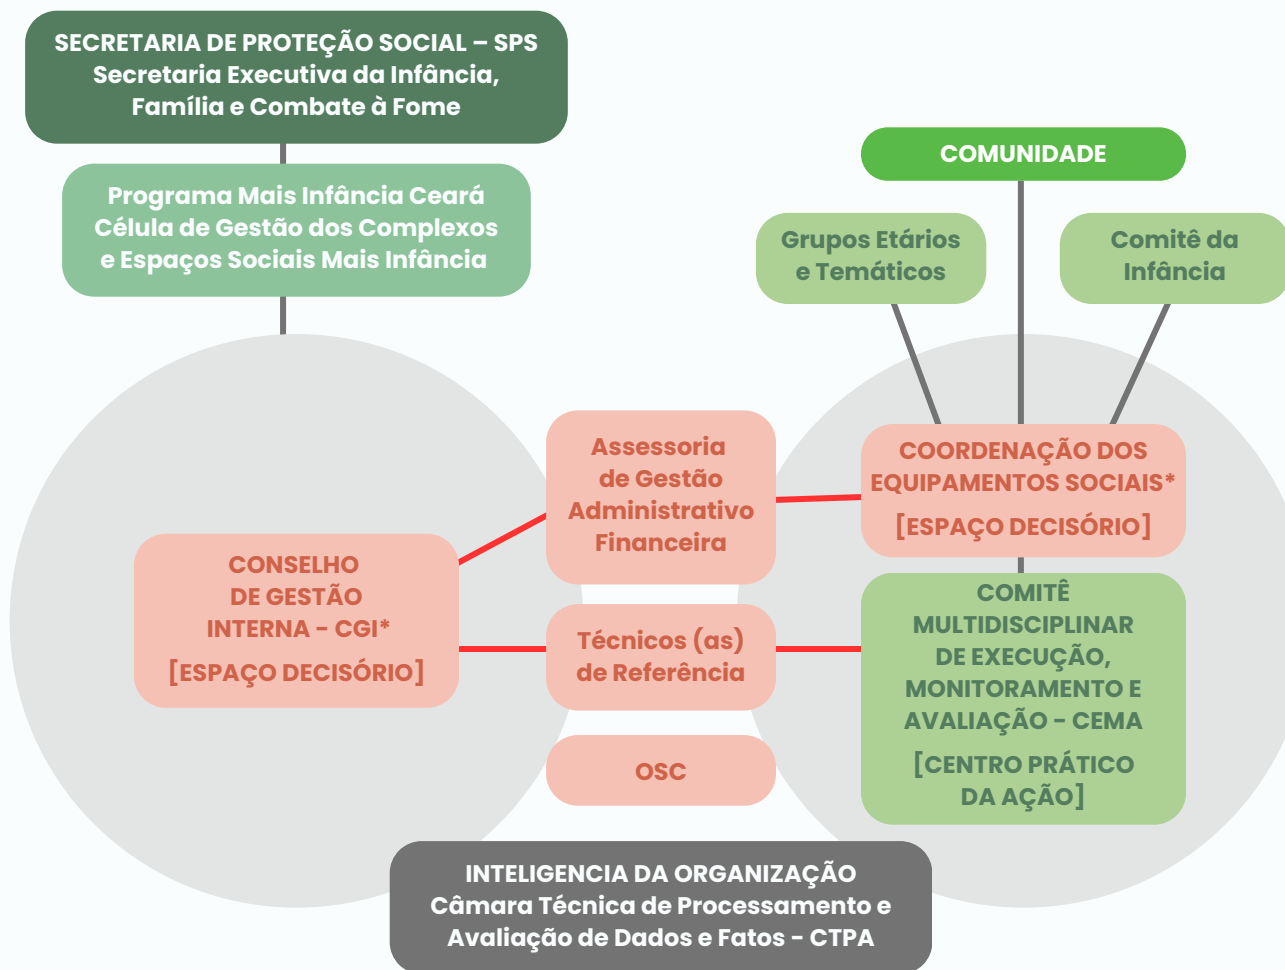 SECRETARIA DE PROTEÇÃO SOCIAL – SPS
Secretaria Executiva da Infância,
Família e Combate à Fome
Programa Mais Infância Ceará
Célula de Gestão dos Complexos
e Espaços Sociais Mais Infância
COMUNIDADE
Grupos Etários
e Temáticos
Comitê da
Infância
Assessoria
de Gestão
Administrativo
Financeira
COORDENAÇÃO DOS
EQUIPAMENTOS SOCIAIS*
[ESPAÇO DECISÓRIO]
CONSELHO
DE GESTÃO
INTERNA - CGI*
[ESPAÇO DECISÓRIO]
Técnicos (as)
de Referência
COMITÊ
MULTIDISCIPLINAR
DE EXECUÇÃO,
MONITORAMENTO E
AVALIAÇÃO - CEMA
[CENTRO PRÁTICO
DA AÇÃO]
OSC
INTELIGENCIA DA ORGANIZAÇÃO
Câmara Técnica de Processamento e
Avaliação de Dados e Fatos - CTPA